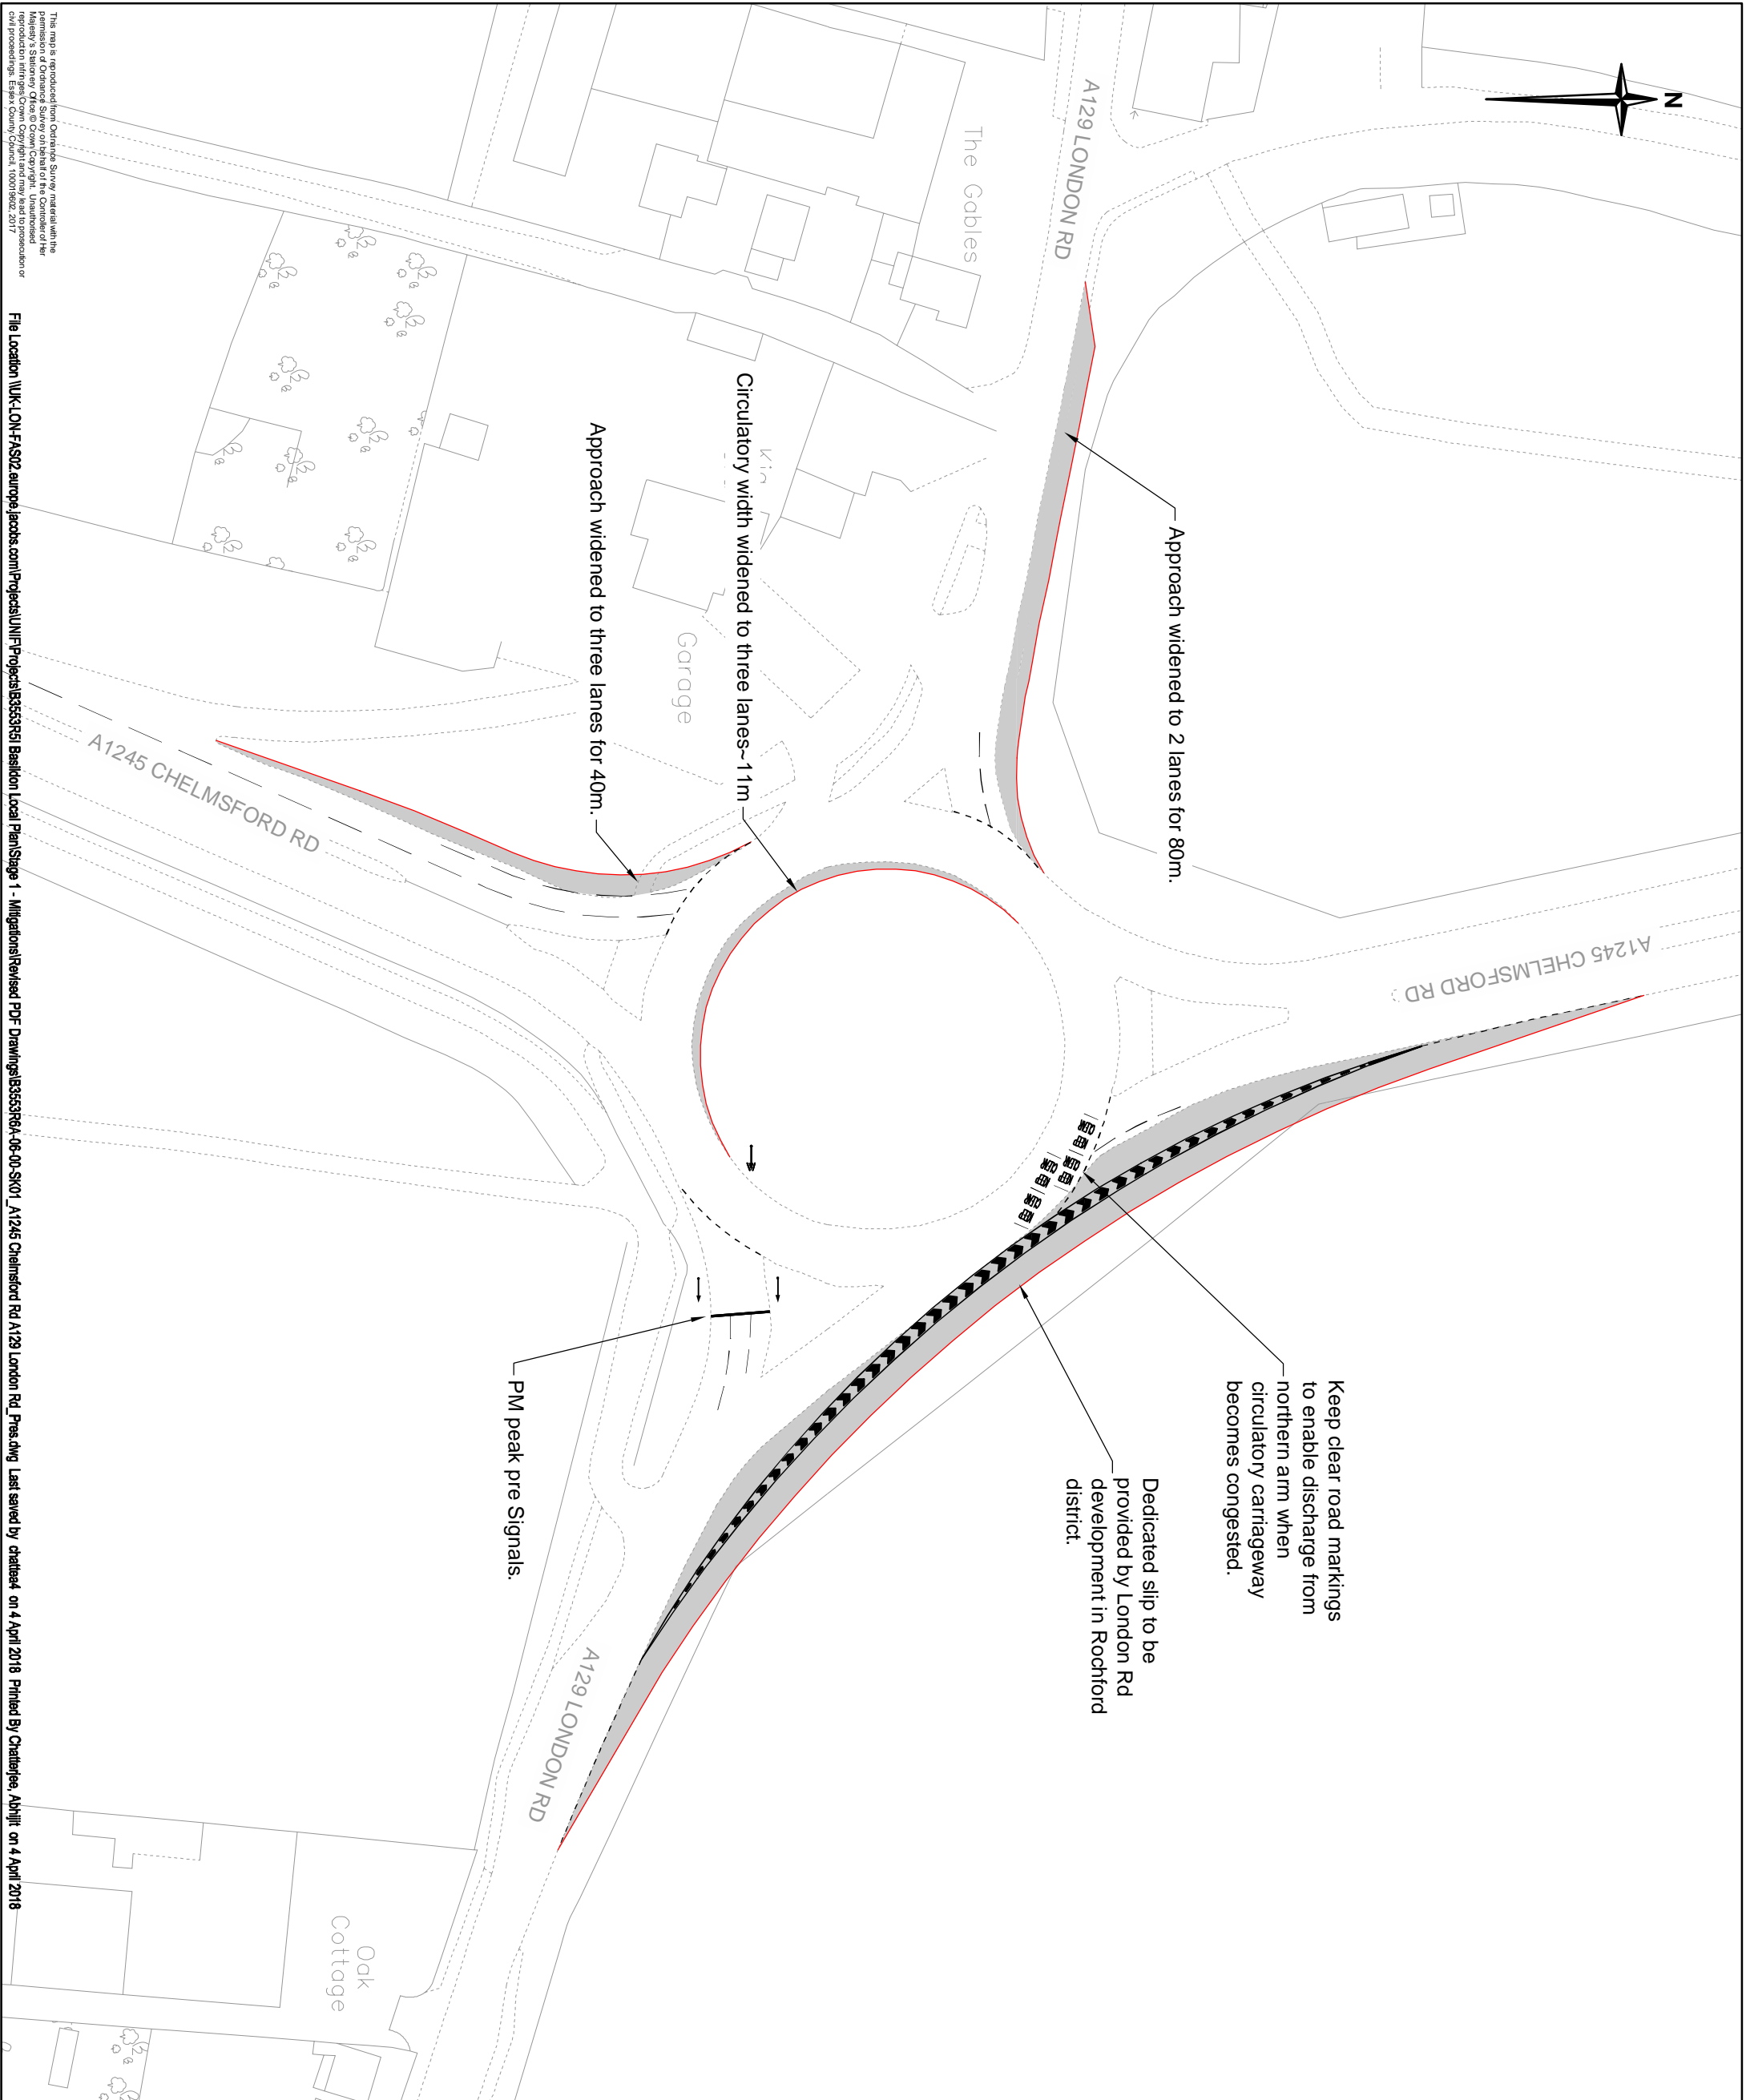 N
A129 LONDON RD
The Gables
Approach widened to 2 lanes for 80m.
A1245 CHELMSFORD RD
Keep clear road markings
to enable discharge from
northern arm when
circulatory carriageway
becomes congested.
Dedicated slip to be
provided by London Rd
development in Rochford
district.
Circulatory width widened to three lanes~11m
Garage
Approach widened to three lanes for 40m.
A1245 CHELMSFORD RD
PM peak pre Signals.
A129 LONDON RD
Oak
Cottage
This map is reproduced from Ordnance Survey material with the
permission of Ordnance Survey on behalf of the Controller of Her
Majesty's Stationery Office © Crown Copyright. Unauthorised
reproduction infringes Crown Copyright and may lead to prosecution or
civil proceedings. Essex County Council, 100019602, 2017
File Location \\UK-LON-FAS02.europe.jacobs.com\Projects\UNIF\Projects\B3553R5I Basildon Local Plan\Stage 1 - Mitigations\Revised PDF Drawings\B3553R6A-06-00-SK01_A1245 Chelmsford Rd A129 London Rd_Pres.dwg Last saved by chattea4 on 4 April 2018 Printed By Chatterjee, Abhijit on 4 April 2018